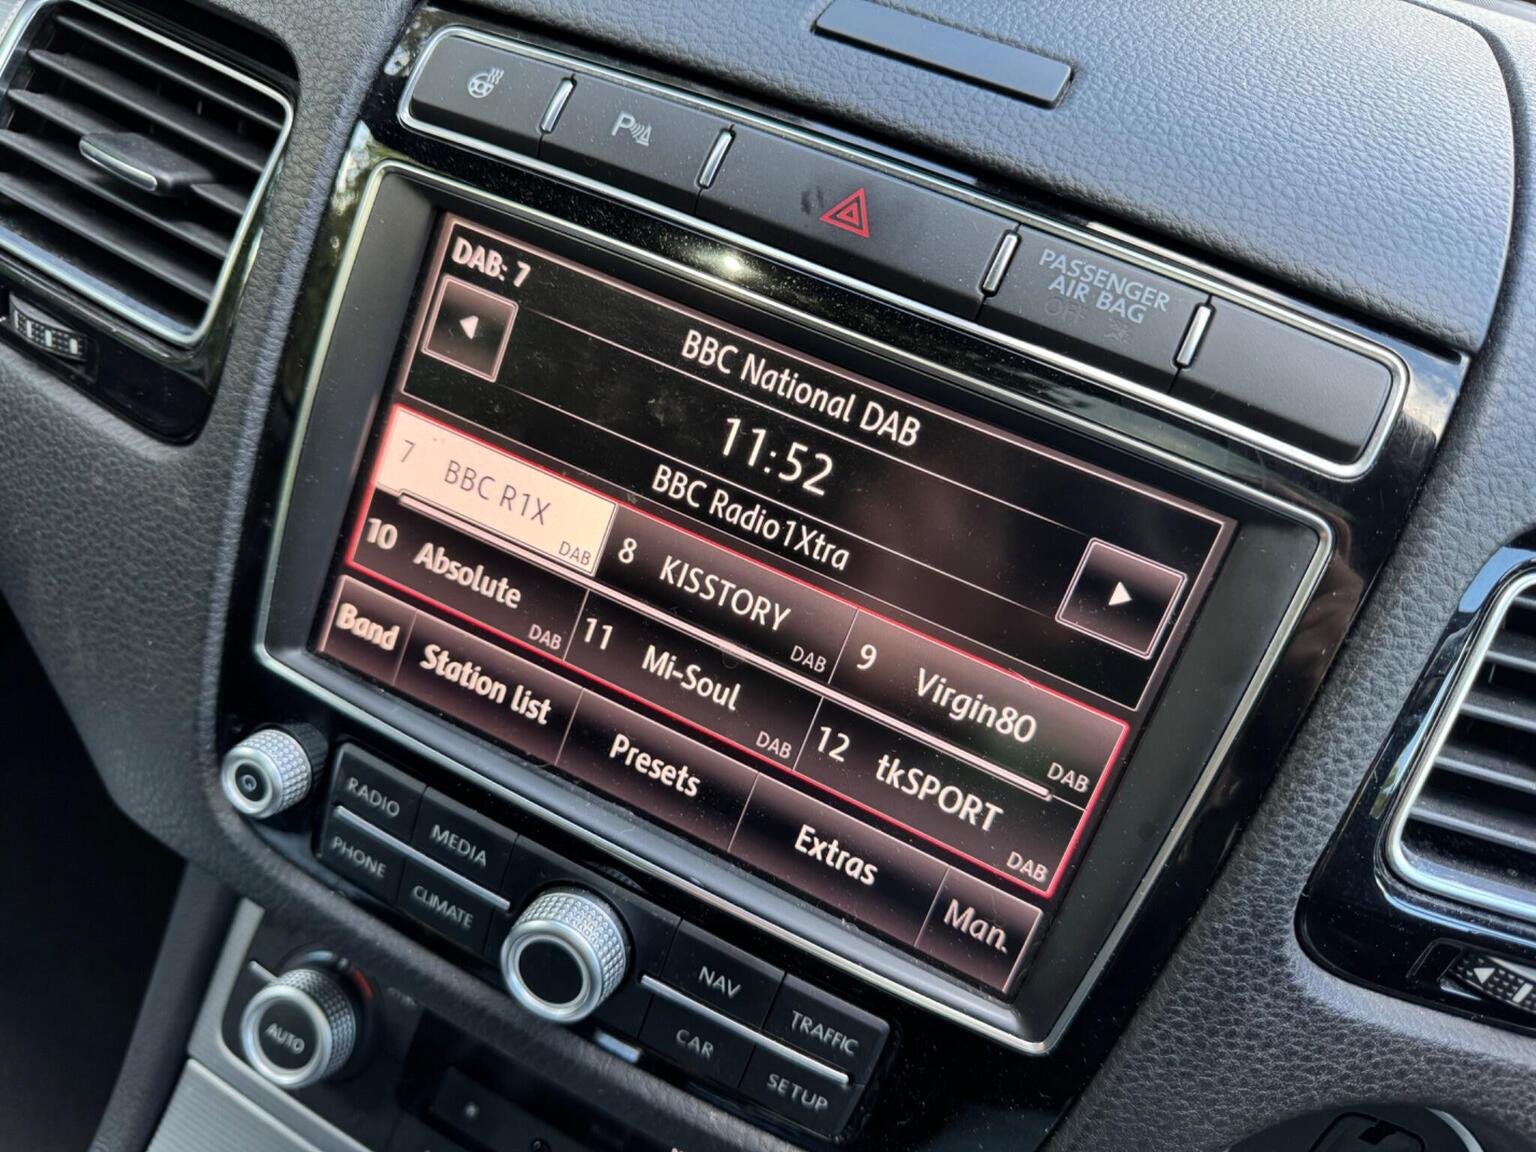 P
PASSENGER
AIR BAG
OFF
DAB: 7
BBC National DAB
11:52
BBC Radio1Xtra
7 BBC R1X DAB
8 KISSTORY DAB
9 Virgin80 DAB
10 Absolute DAB
11 Mi-Soul DAB
12 tkSPORT DAB
Band Station list Presets Extras Man.
RADIO MEDIA
PHONE CLIMATE
NAV TRAFFIC
CAR SETUP
AUTO